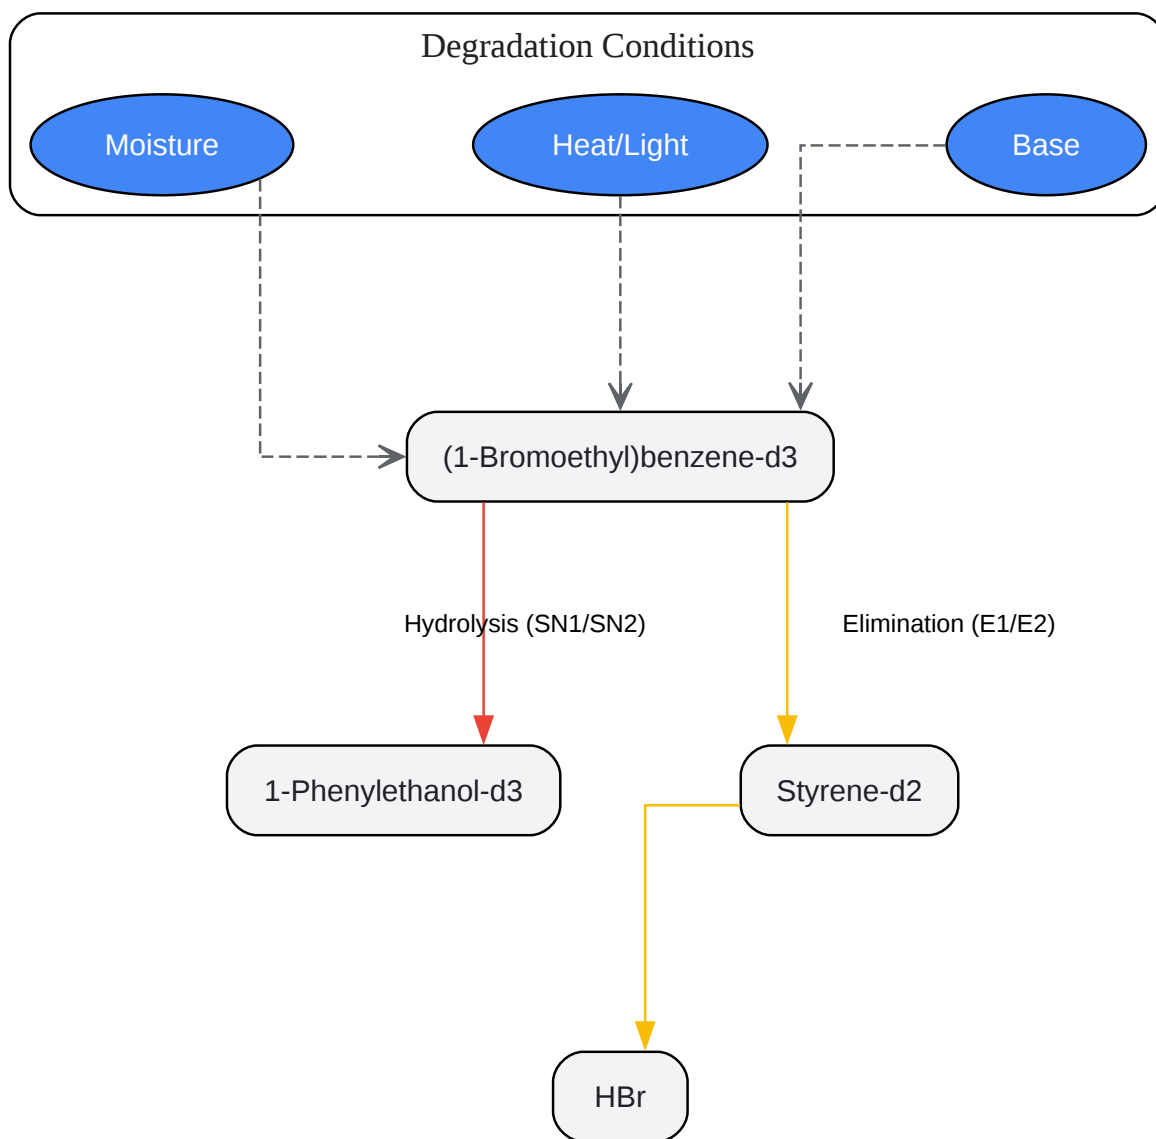 Degradation Conditions
Moisture
Heat/Light
Base
(1-Bromoethyl)benzene-d3
Hydrolysis (SN1/SN2)
Elimination (E1/E2)
1-Phenylethanol-d3
Styrene-d2
HBr